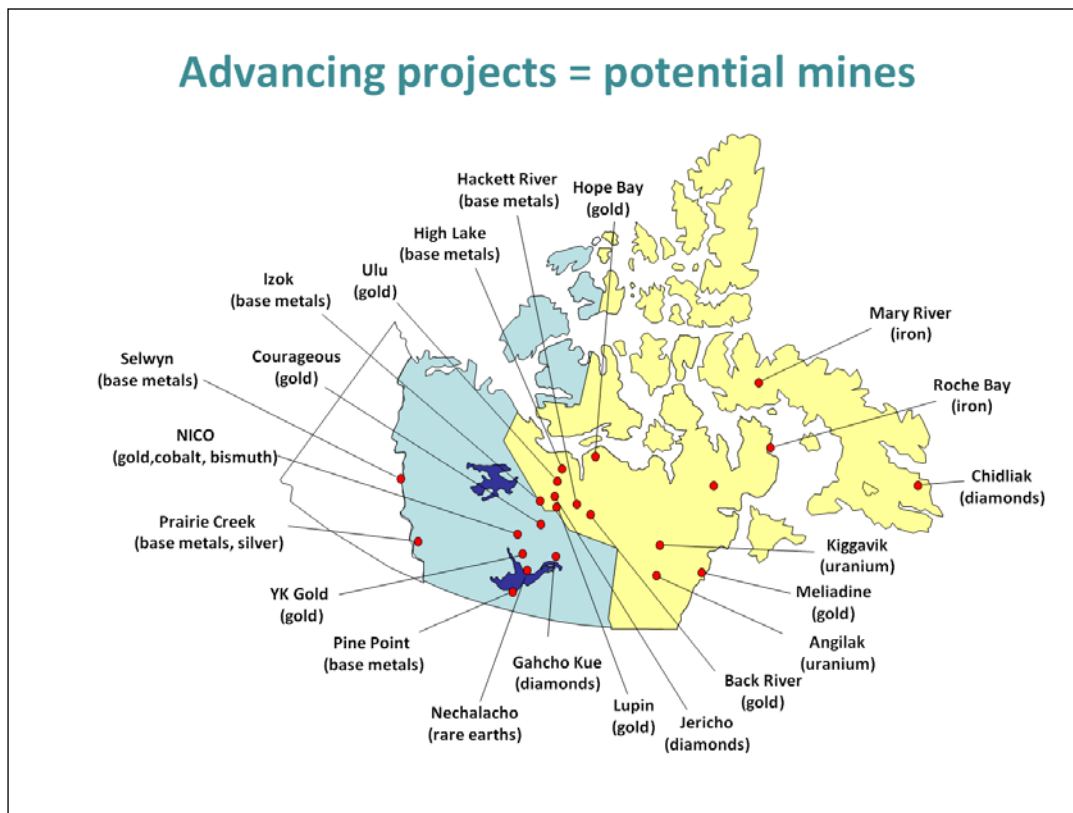 Advancing projects = potential mines
Hackett River
(base metals)
Hope Bay
(gold)
High Lake
(base metals)
Ulu
(gold)
Izok
(base metals)
Courageous
(gold)
Selwyn
(base metals)
NICO
(gold,cobalt, bismuth)
Prairie Creek
(base metals, silver)
YK Gold
(gold)
Pine Point
(base metals)
Nechalacho
(rare earths)
Gahcho Kue
(diamonds)
Lupin
(gold)
Jericho
(diamonds)
Back River
(gold)
Angilak
(uranium)
Meliadine
(gold)
Kiggavik
(uranium)
Chidliak
(diamonds)
Roche Bay
(iron)
Mary River
(iron)